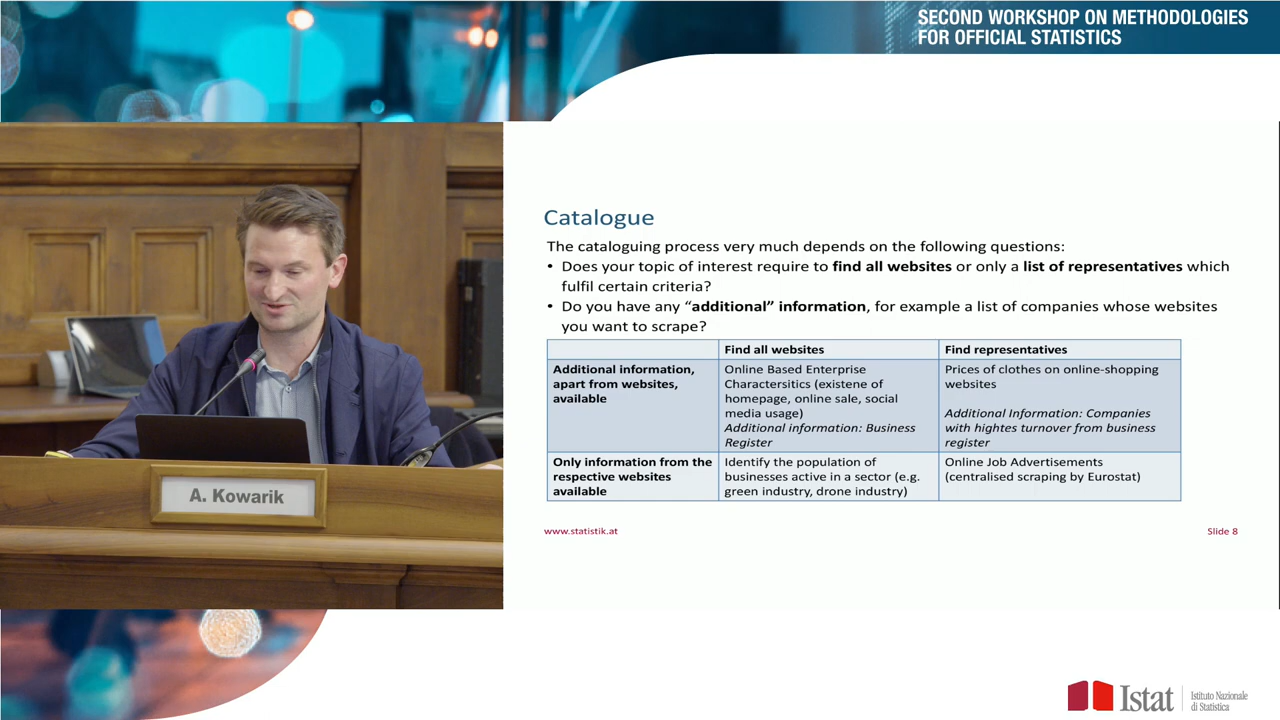 SECOND WORKSHOP ON METHODOLOGIES
FOR OFFICIAL STATISTICS
A. Kowarik
Catalogue
The cataloguing process very much depends on the following questions:
• Does your topic of interest require to find all websites or only a list of representatives which
fulfil certain criteria?
• Do you have any “additional” information, for example a list of companies whose websites
you want to scrape?
Find all websites
Find representatives
Additional information,
apart from websites,
available
Online Based Enterprise
Charactersitics (existene of
homepage, online sale, social
media usage)
Additional information: Business
Register
Prices of clothes on online-shopping
websites
Additional Information: Companies
with hightes turnover from business
register
Only information from the
respective websites
available
Identify the population of
businesses active in a sector (e.g.
green industry, drone industry)
Online Job Advertisements
(centralised scraping by Eurostat)
www.statistik.at
Slide 8
Istat
Istituto Nazionale
di Statistica